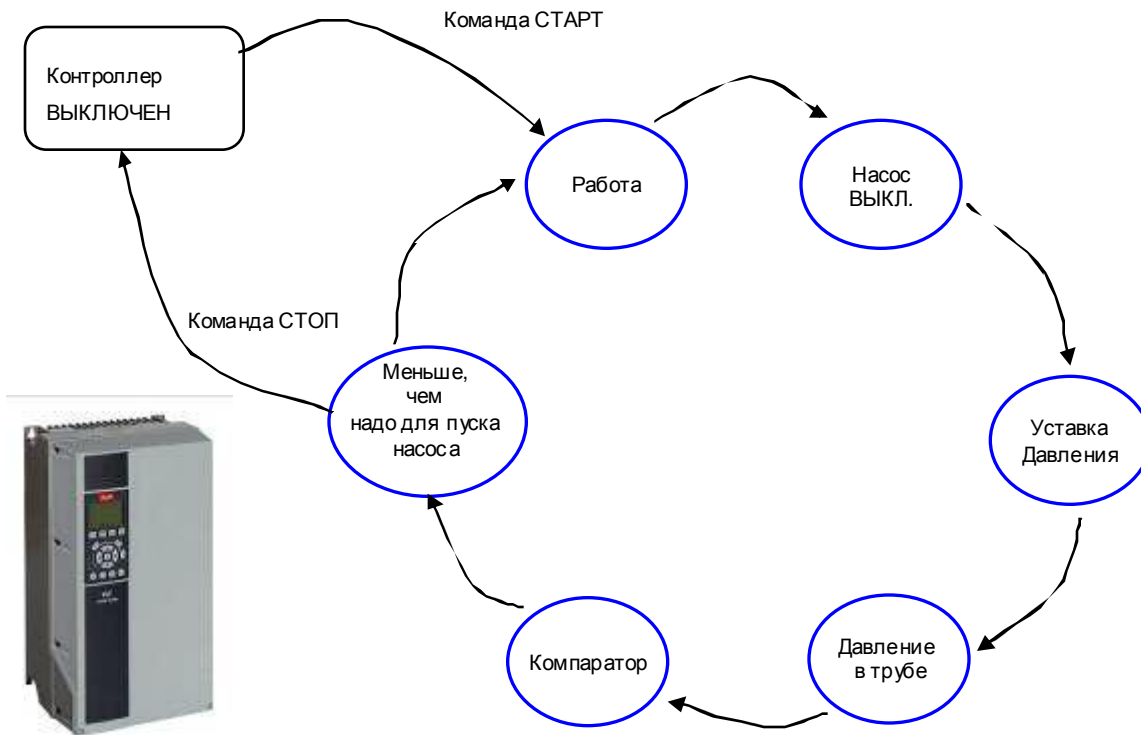 Команда СТАРТ
Контроллер
ВЫКЛЮЧЕН
Работа
Насос
ВЫКЛ.
Команда СТОП
Меньше,
чем
надо для пуска
насоса
Уставка
Давления
Компаратор
Давление
в трубе